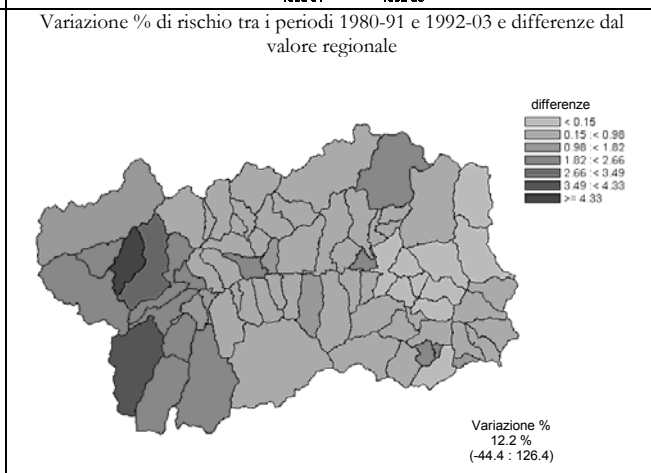 Variazione % di rischio tra i periodi 1980-91 e 1992-03 e differenze dal
valore regionale
differenze
< 0.15
0.15 :< 0.98
0.98 :< 1.82
1.82 :< 2.66
2.66 :< 3.49
3.49 :< 4.33
>= 4.33
Variazione %
12.2 %
(-44.4 : 126.4)